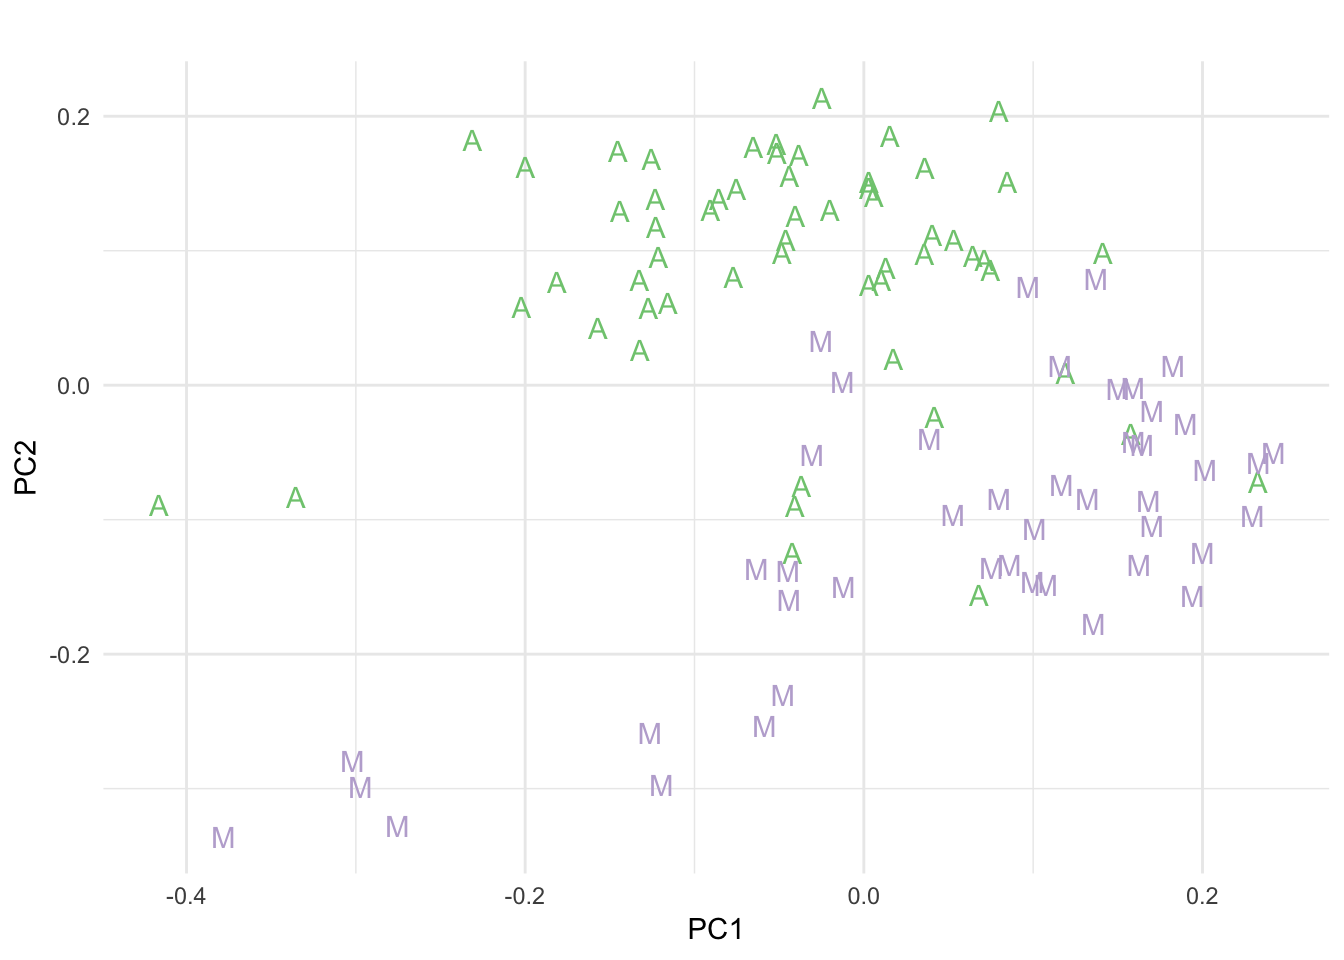 A
0.2 A
A A
A A A A A A
A A A
A A A A A A A
A A A A
A A A A
A A A A A A A A
A A A A A M M
A A A
A
A M
A M A M
0.0 M M M
A M M
M A M M
PC2 M M M M
A A A A M M M M A
M M M M
M M A M M M M
M M A M M M
M
-0.2
M
M M
M
M M
M M
-0.4 -0.2 0.0 0.2
PC1